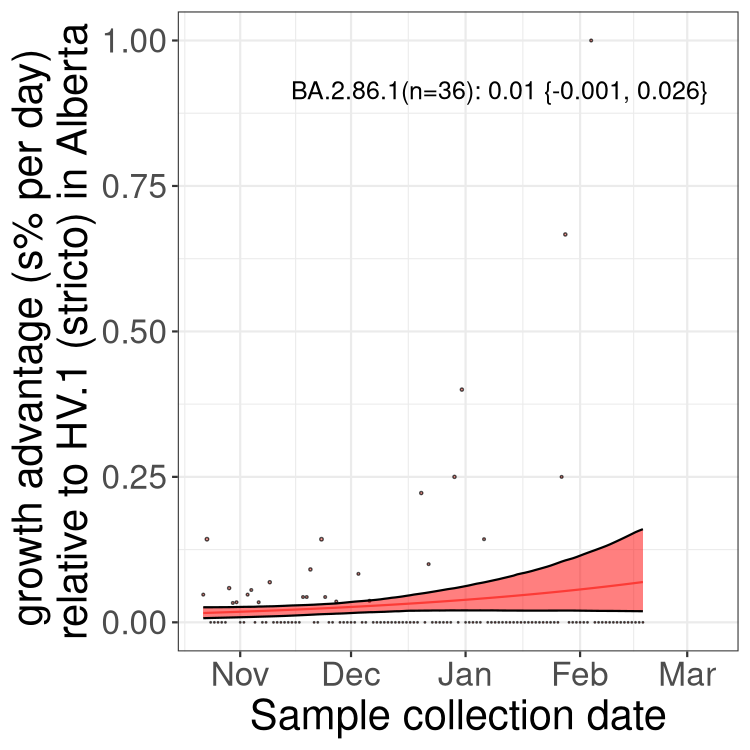 growth advantage (s% per day)
relative to HV.1 (stricto) in Alberta
1.00
BA.2.86.1(n=36): 0.01 {-0.001, 0.026}
0.75
0.50
0.25
0.00
Nov Dec Jan Feb Mar
Sample collection date